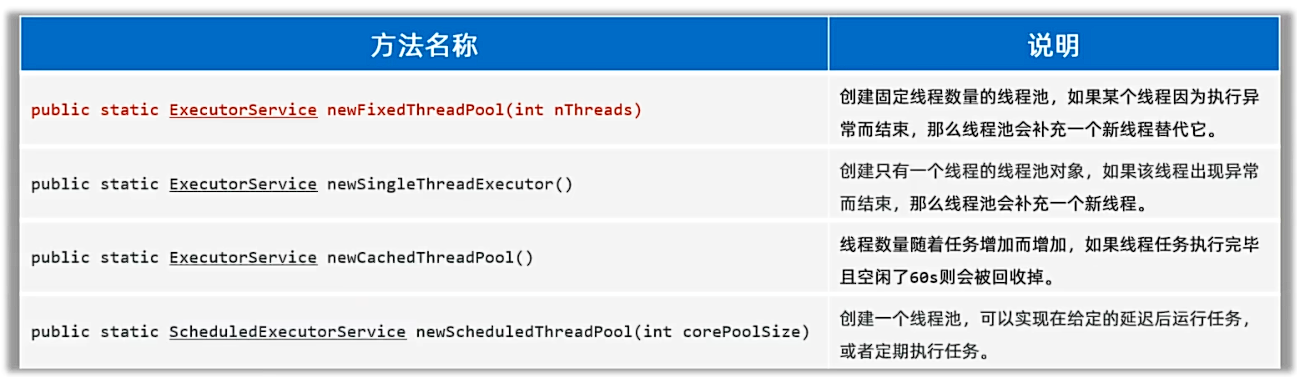 方法名称 说明
public static ExecutorService newFixedThreadPool(int nThreads)
创建固定线程数量的线程池，如果某个线程因为执行异
常而结束，那么线程池会补充一个新线程替代它。
public static ExecutorService newSingleThreadExecutor()
创建只有一个线程的线程池对象，如果该线程出现异常
而结束，那么线程池会补充一个新线程。
public static ExecutorService newCachedThreadPool()
线程数量随着任务增加而增加，如果线程任务执行完毕
且空闲了60s则会被回收掉。
public static ScheduledExecutorService newScheduledThreadPool(int corePoolSize)
创建一个线程池，可以实现在给定的延迟后运行任务，
或者定期执行任务。